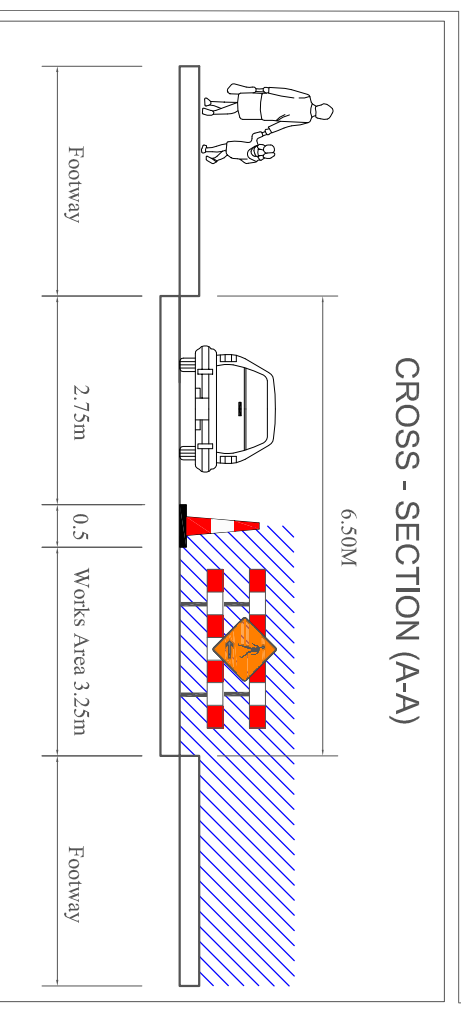 CROSS - SECTION (A-A)
6.50M
Footway
2.75m
0.5
Works Area 3.25m
Footway